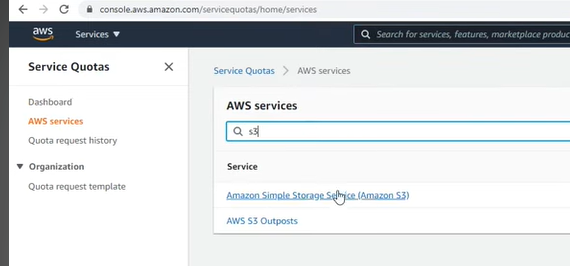 console.aws.amazon.com/servicequotas/home/services
aws
Services
Search for services, features, marketplace
Service Quotas
Dashboard
AWS services
Quota request history
Organization
Quota request template
Service Quotas > AWS services
AWS services
s3
Service
Amazon Simple Storage Service (Amazon S3)
AWS S3 Outposts